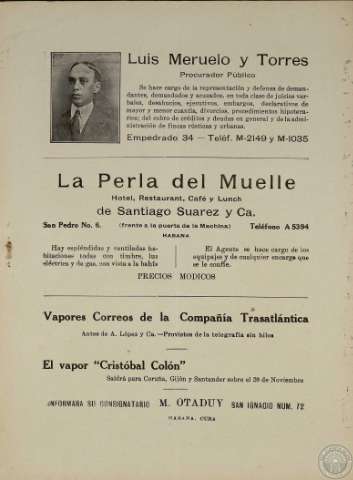 Luis Meruelo y Torres
Procurador Público
Se hace cargo de la representación y defensa de deman-
dantes, demandados y acusados, en toda clase de juicios ver-
bales, desahucios, ejecutivos, embargos, declarativos de
mayor y menor cuantía, divorcios, procedimientos hipoteca-
rios; del cobro de créditos y deudas en general y de la admi-
nistración de fincas rústicas y urbanas.
Empedrado 34 — Teléf. M-2149 y M-1035
La Perla del Muelle
Hotel, Restaurant, Café y Lunch
de Santiago Suarez y Ca.
San Pedro No. 6. (frente a la puerta de la Machina) Teléfono A 5394
HABANA.
Hay espléndidas y ventiladas ha-
bitaciones todas con timbre, luz
eléctrica y de gas, con vista a la bahía
El Agente se hace cargo de los
equipajes y de cualquier encargo que
se le confíe.
PRECIOS MODICOS
Vapores Correos de la Compañía Trasatlántica
Antes de A. López y Ca.—Provistos de la telegrafía sin hilos
El vapor "Cristóbal Colón"
Saldrá para Coruña, Gijón y Santander sobre el 20 de Noviembre
INFORMARA SU CONSIGNATARIO M. OTADUY SAN IGNACIO NUM. 72
HABANA, CUBA